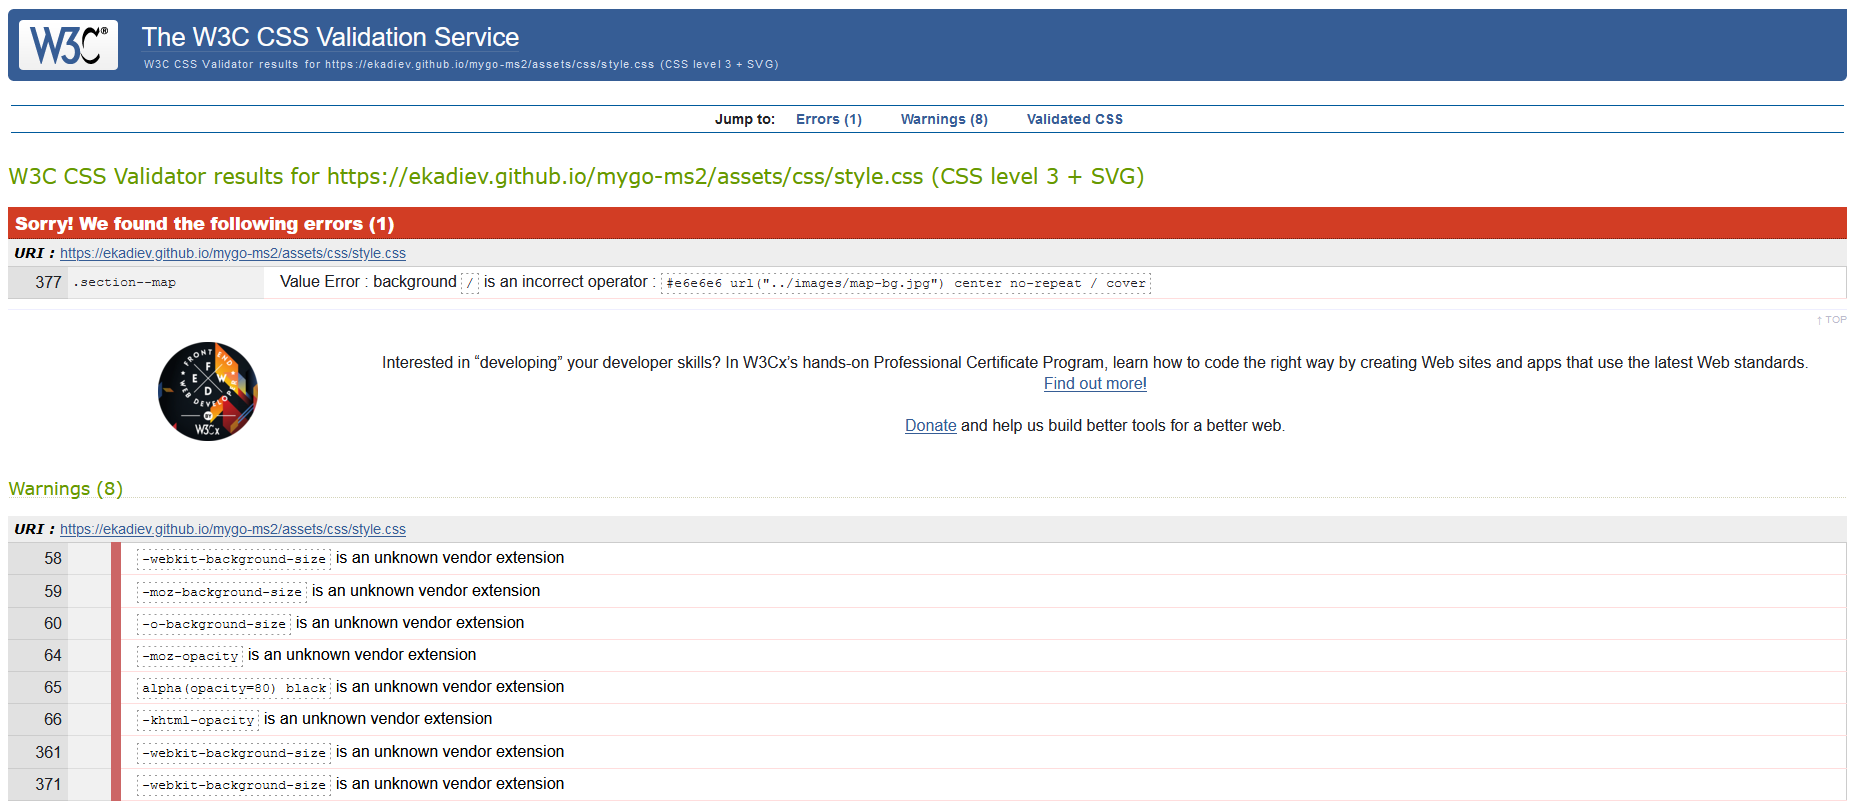 W3C®
The W3C CSS Validation Service
W3C CSS Validator results for https://ekadiev.github.io/mygo-ms2/assets/css/style.css (CSS level 3 + SVG)
Jump to: Errors (1) Warnings (8) Validated CSS
W3C CSS Validator results for https://ekadiev.github.io/mygo-ms2/assets/css/style.css (CSS level 3 + SVG)
Sorry! We found the following errors (1)
URI : https://ekadiev.github.io/mygo-ms2/assets/css/style.css
377 .section--map Value Error : background / is an incorrect operator : #e6e6e6 url("../images/map-bg.jpg") center no-repeat / cover
↑ TOP
FRONT END
F
E W
D
WEB DEVELOPER
BY
W3Cx
Interested in “developing” your developer skills? In W3Cx’s hands-on Professional Certificate Program, learn how to code the right way by creating Web sites and apps that use the latest Web standards.
Find out more!
Donate and help us build better tools for a better web.
Warnings (8)
URI : https://ekadiev.github.io/mygo-ms2/assets/css/style.css
58 -webkit-background-size is an unknown vendor extension
59 -moz-background-size is an unknown vendor extension
60 -o-background-size is an unknown vendor extension
64 -moz-opacity is an unknown vendor extension
65 alpha(opacity=80) black is an unknown vendor extension
66 -khtml-opacity is an unknown vendor extension
361 -webkit-background-size is an unknown vendor extension
371 -webkit-background-size is an unknown vendor extension